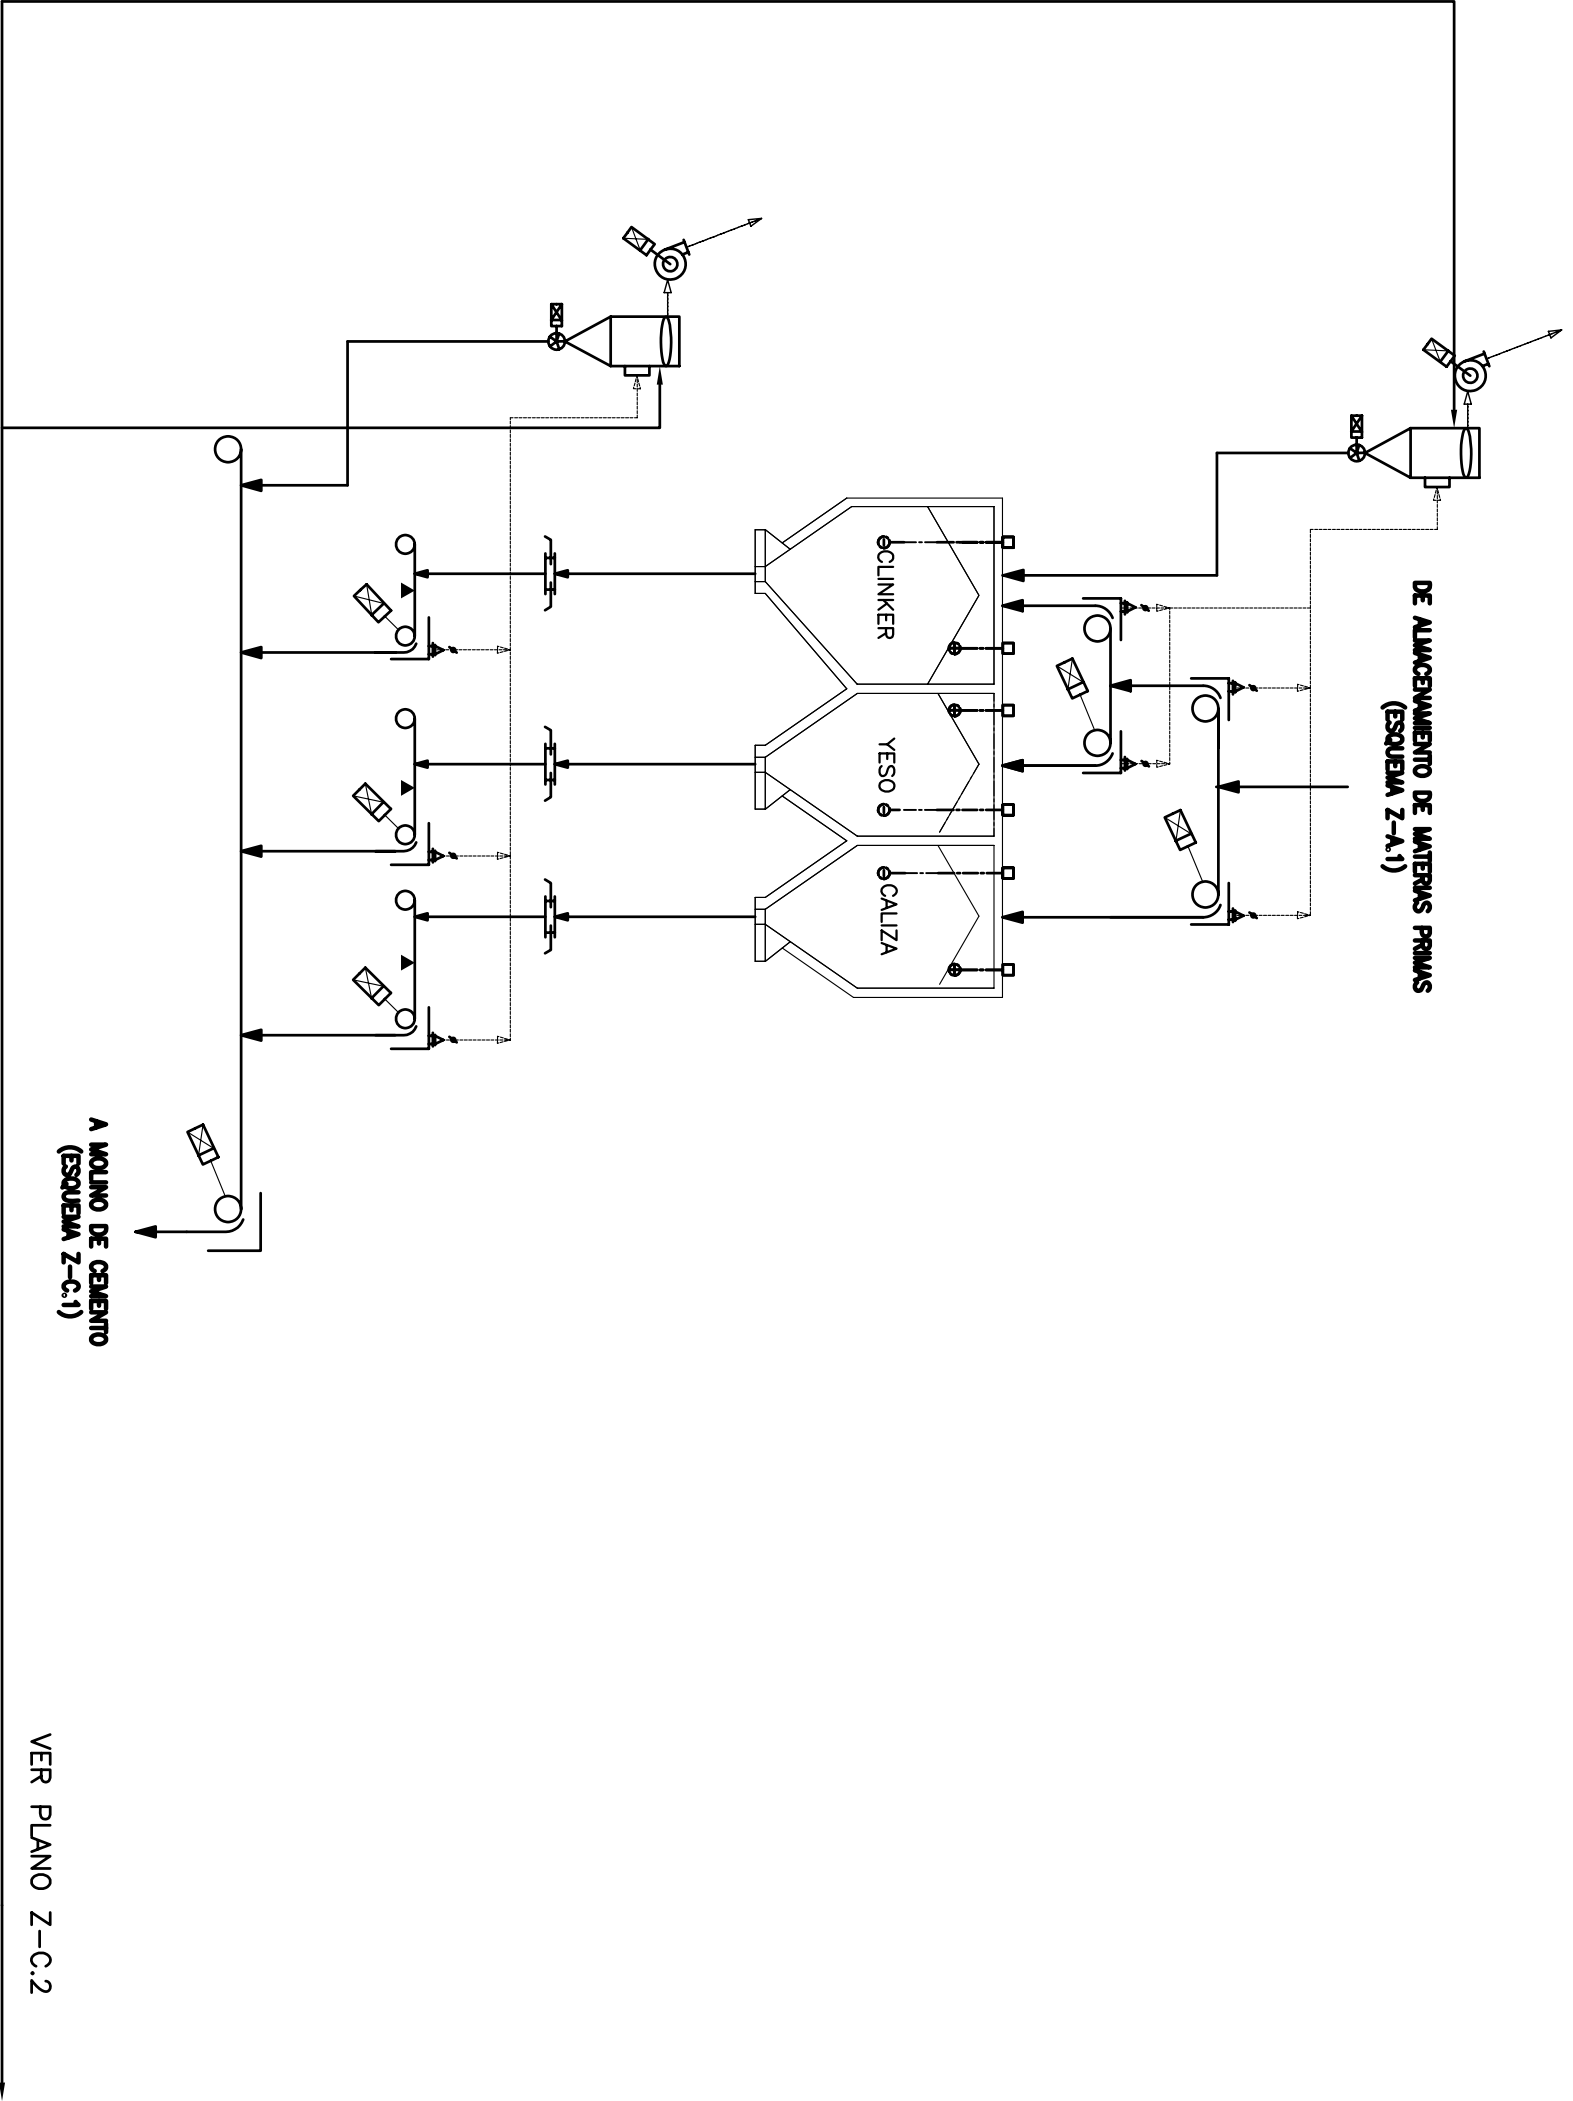 DE ALMACENAMIENTO DE MATERIAS PRIMAS
(ESQUEMA Z-A.1)
CLINKER
YESO
CALIZA
A MOLINO DE CEMENTO
(ESQUEMA Z-C.1)
VER PLANO Z-C.2